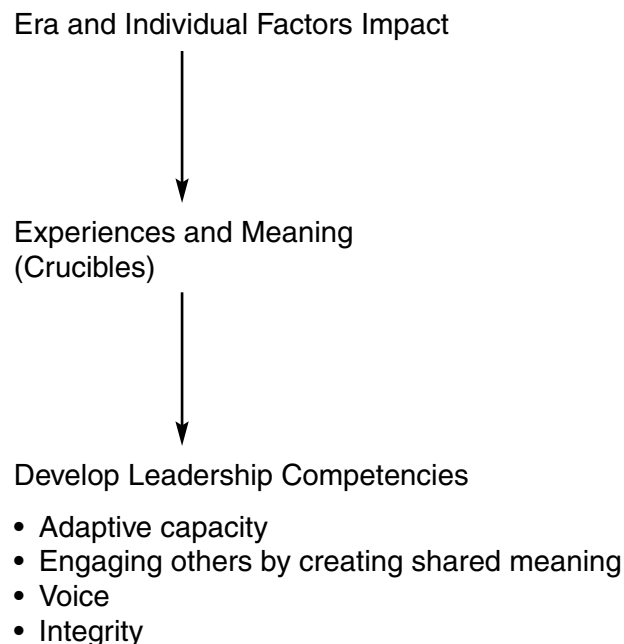 Era and Individual Factors Impact
Experiences and Meaning
(Crucibles)
Develop Leadership Competencies
• Adaptive capacity
• Engaging others by creating shared meaning
• Voice
• Integrity